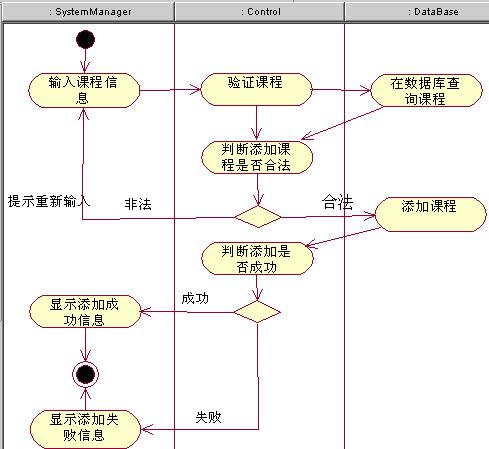 : SystemManager
: Control
: DataBase
输入课程信
息
验证课程
在数据库查
询课程
判断添加课
程是否合法
提示重新输入
非法
合法
添加课程
判断添加是
否成功
成功
显示添加成
功信息
失败
显示添加失
败信息